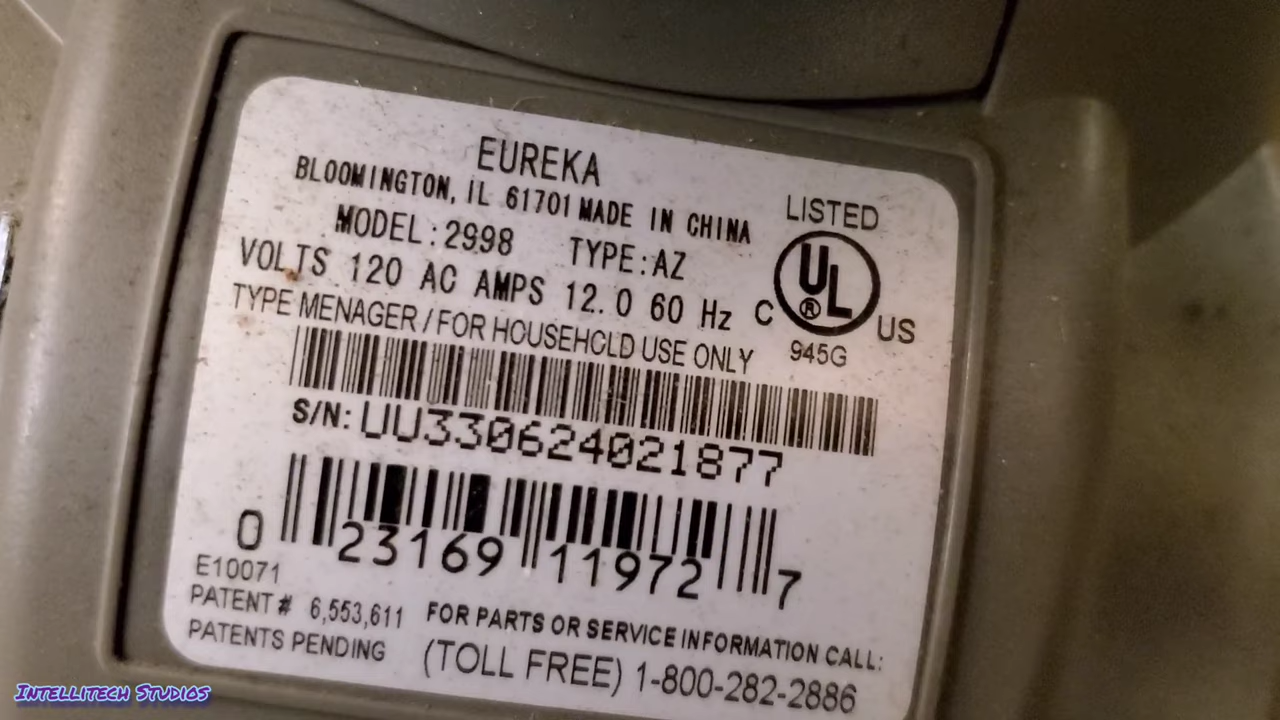 EUREKA
BLOOMINGTON, IL 61701 MADE IN CHINA
MODEL:2998 TYPE:AZ
VOLTS 120 AC AMPS 12.0 60 Hz
TYPE MENAGER / FOR HOUSEHOLD USE ONLY
LISTED
UL ®
C US
945G
S/N: UU330624021877
0 23169 11972 7
E10071
PATENT# 6,553,611
PATENTS PENDING
FOR PARTS OR SERVICE INFORMATION CALL:
(TOLL FREE) 1-800-282-2886
INTELLITECH STUDIOS